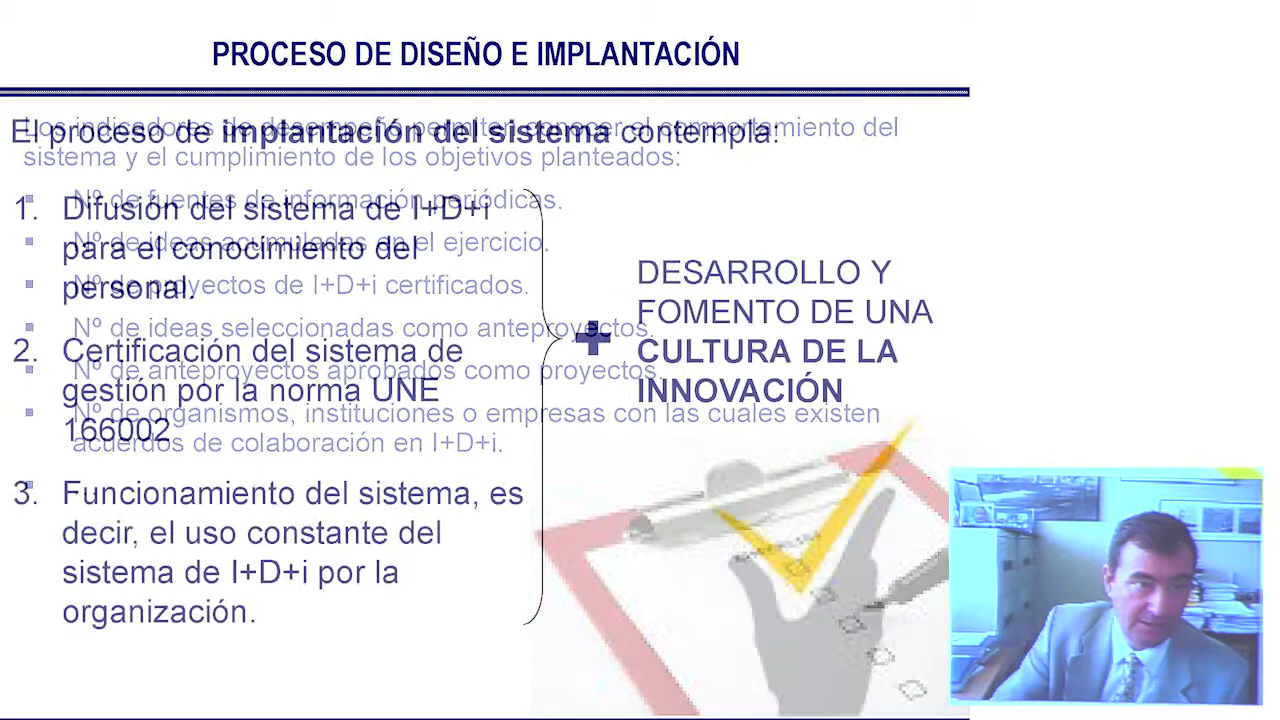 PROCESO DE DISEÑO E IMPLANTACIÓN
El proceso de implantación del sistema contempla:
1. Difusión del sistema de I+D+i
para el conocimiento del
personal.
2. Certificación del sistema de
gestión por la norma UNE
166002
3. Funcionamiento del sistema, es
decir, el uso constante del
sistema de I+D+i por la
organización.
+
DESARROLLO Y
FOMENTO DE UNA
CULTURA DE LA
INNOVACIÓN
Los indicadores de desempeño permiten conocer el comportamiento del
sistema y el cumplimiento de los objetivos planteados:
Nº de fuentes de información periódicas.
Nº de ideas acumuladas en el ejercicio.
Nº de proyectos de I+D+i certificados.
Nº de ideas seleccionadas como anteproyectos.
Nº de anteproyectos aprobados como proyectos.
Nº de organismos, instituciones o empresas con las cuales existen
acuerdos de colaboración en I+D+i.